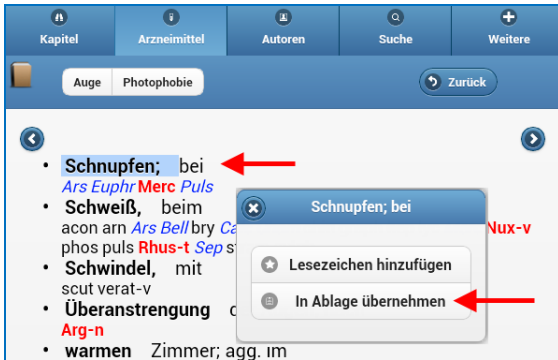 Kapitel Arzneimittel Autoren Suche Weitere
Auge Photophobie Zurück
• Schnupfen; bei
Ars Euphr Merc Puls
• Schweiß, beim
acon arn Ars Bell bry Nux-v
phos puls Rhus-t Sep
• Schwindel, mit
scut verat-v
• Überanstrengung
Arg-n
• warmen Zimmer; agg. im
Schnupfen; bei
Lesezeichen hinzufügen
In Ablage übernehmen